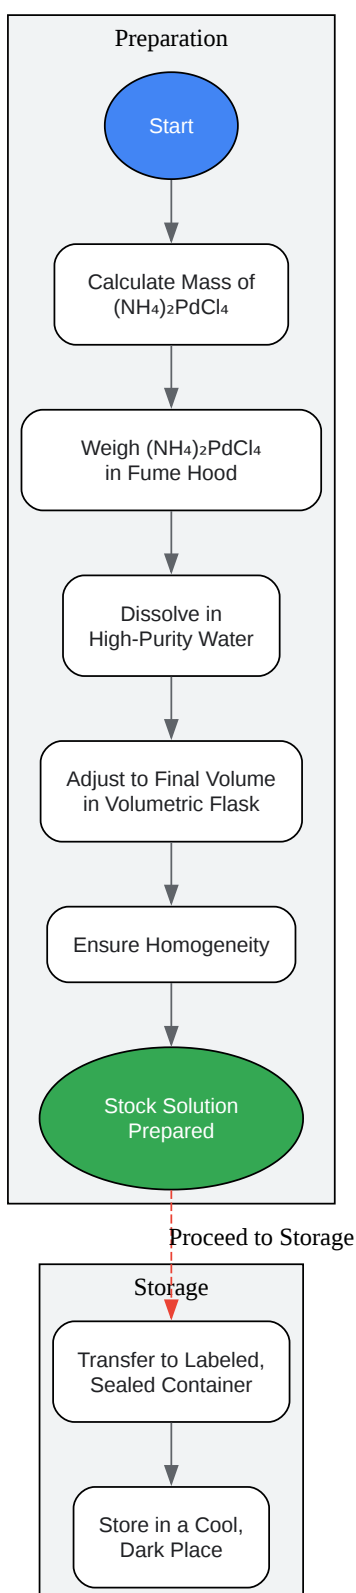 Preparation
Start
Calculate Mass of
(NH₄)₂PdCl₄
Weigh (NH₄)₂PdCl₄
in Fume Hood
Dissolve in
High-Purity Water
Adjust to Final Volume
in Volumetric Flask
Ensure Homogeneity
Stock Solution
Prepared
Proceed to Storage
Storage
Transfer to Labeled,
Sealed Container
Store in a Cool,
Dark Place